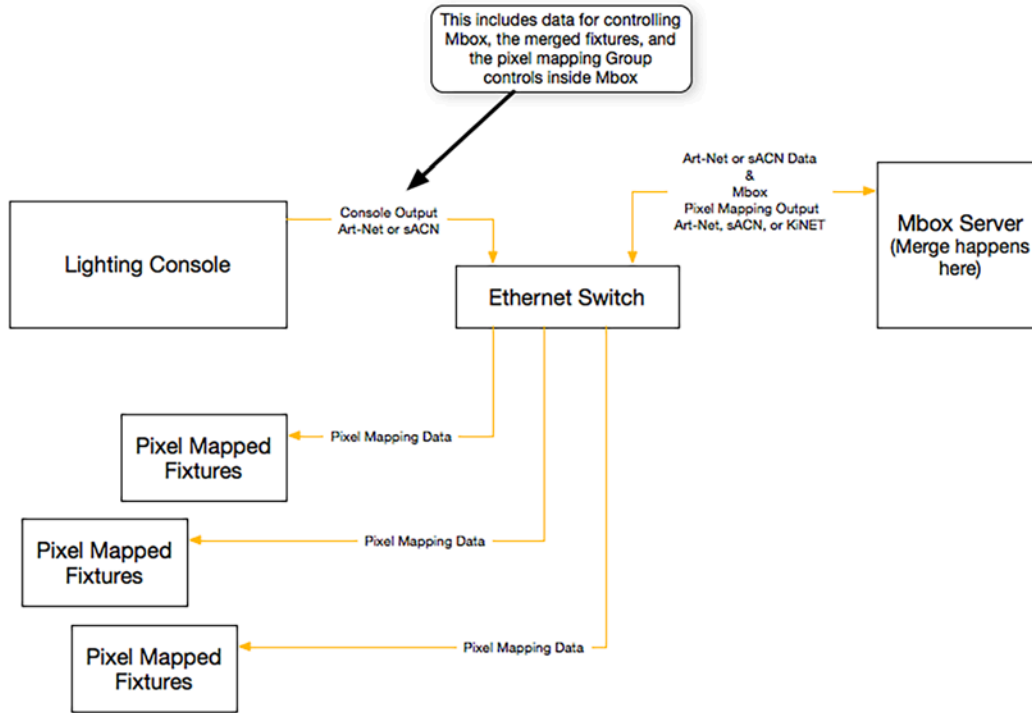 This includes data for controlling
Mbox, the merged fixtures, and
the pixel mapping Group
controls inside Mbox
Art-Net or sACN Data
&
Mbox
Pixel Mapping Output
Art-Net, sACN, or KiNET
Console Output
Art-Net or sACN
Lighting Console
Mbox Server
(Merge happens
here)
Ethernet Switch
Pixel Mapping Data
Pixel Mapped
Fixtures
Pixel Mapping Data
Pixel Mapped
Fixtures
Pixel Mapping Data
Pixel Mapped
Fixtures